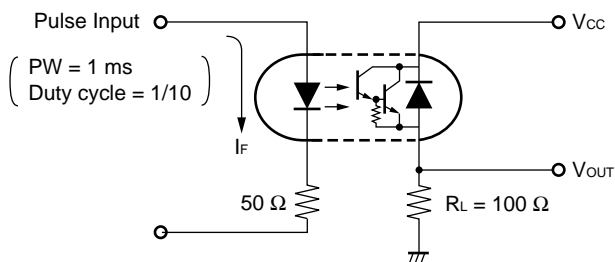 Pulse Input
PW = 1 ms
Duty cycle = 1/10
IF
50 Ω
VCC
VOUT
RL = 100 Ω